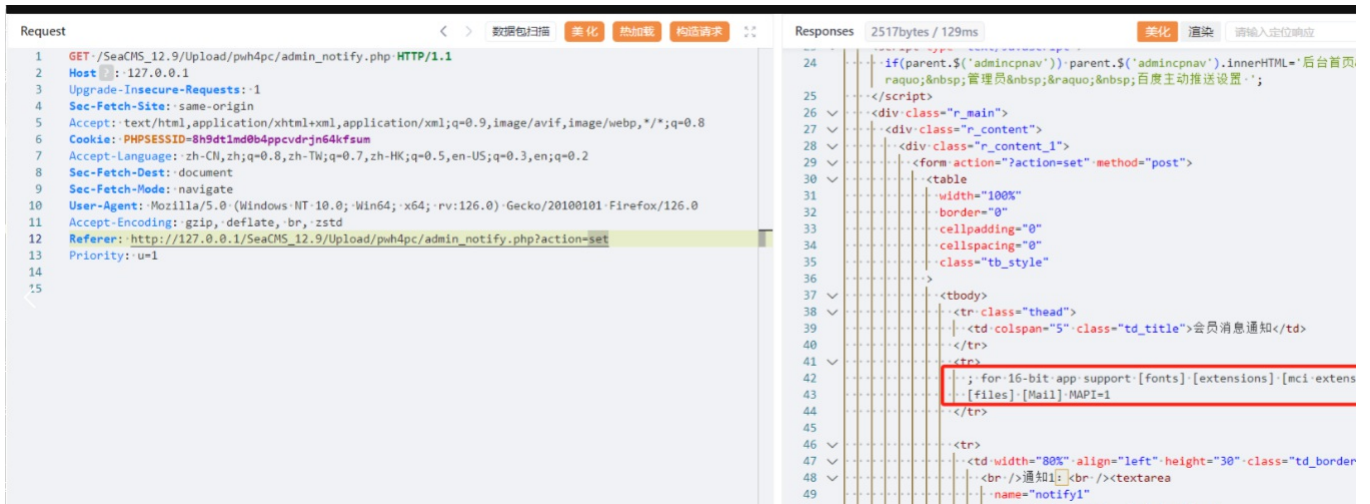 Request
数据包扫描 美化 热加载 构造请求
1 GET /SeaCMS_12.9/Upload/pwh4pc/admin_notify.php HTTP/1.1
2 Host ? : 127.0.0.1
3 Upgrade-Insecure-Requests: 1
4 Sec-Fetch-Site: same-origin
5 Accept: text/html,application/xhtml+xml,application/xml;q=0.9,image/avif,image/webp,*/*;q=0.8
6 Cookie: PHPSESSID=8h9dt1md0b4ppcvdrjn64kfsum
7 Accept-Language: zh-CN,zh;q=0.8,zh-TW;q=0.7,zh-HK;q=0.5,en-US;q=0.3,en;q=0.2
8 Sec-Fetch-Dest: document
9 Sec-Fetch-Mode: navigate
10 User-Agent: Mozilla/5.0 (Windows NT 10.0; Win64; x64; rv:126.0) Gecko/20100101 Firefox/126.0
11 Accept-Encoding: gzip, deflate, br, zstd
12 Referer: http://127.0.0.1/SeaCMS_12.9/Upload/pwh4pc/admin_notify.php?action=set
13 Priority: u=1
14
15
Responses 2517bytes / 129ms 美化 渲染 请输入定位响应
24 if(parent.$('admincpnav')) parent.$('admincpnav').innerHTML='后台首页
raquo;&nbsp;管理员&nbsp;&raquo;&nbsp;百度主动推送设置 ';
25 </script>
26 <div class="r_main">
27 <div class="r_content">
28 <div class="r_content_1">
29 <form action="?action=set" method="post">
30 <table
31 width="100%"
32 border="0"
33 cellpadding="0"
34 cellspacing="0"
35 class="tb_style"
36 >
37 <tbody>
38 <tr class="thead">
39 <td colspan="5" class="td_title">会员消息通知</td>
40 </tr>
41 <tr>
42 ; for 16-bit app support [fonts] [extensions] [mci extens
43 [files] [Mail] MAPI=1
44 </tr>
45
46 <tr>
47 <td width="80%" align="left" height="30" class="td_border
48 <br />通知1：<br /><textarea
49 name="notify1"